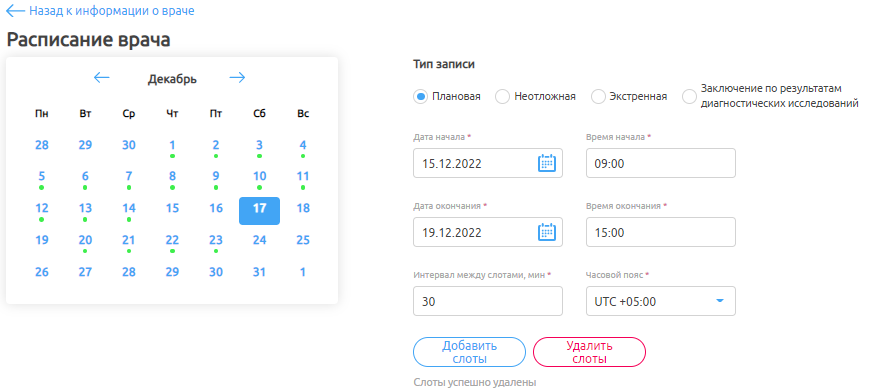 Назад к информации о враче
Расписание врача
Декабрь
Пн Вт Ср Чт Пт Сб Вс
28 29 30 1 2 3 4
5 6 7 8 9 10 11
12 13 14 15 16 17 18
19 20 21 22 23 24 25
26 27 28 29 30 31 1
Тип записи
Плановая Неотложная Экстренная Заключение по результатам
диагностических исследований
Дата начала * Время начала *
15.12.2022 09:00
Дата окончания * Время окончания *
19.12.2022 15:00
Интервал между слотами, мин * Часовой пояс *
30 UTC +05:00
Добавить Удалить
слоты слоты
Слоты успешно удалены